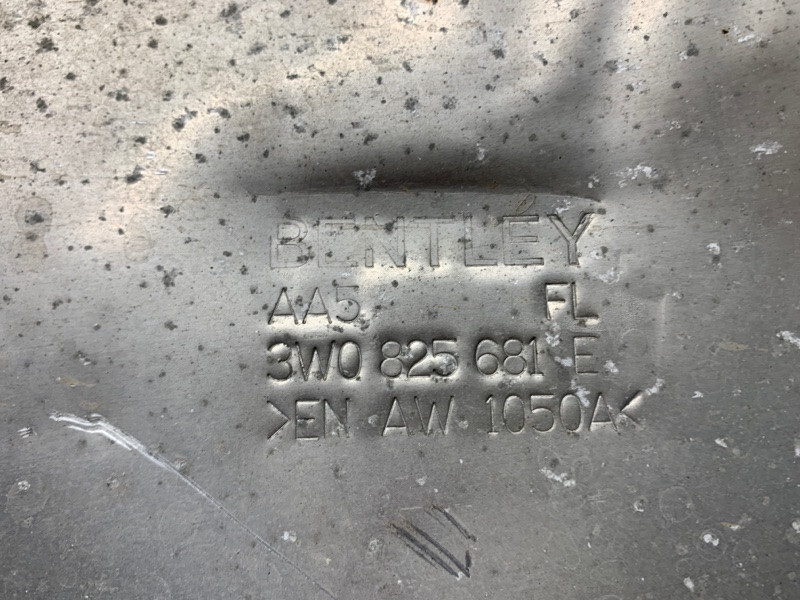 BENTLEY
AA5 FL
3W0 825 681 E
>EN AW 1050A<